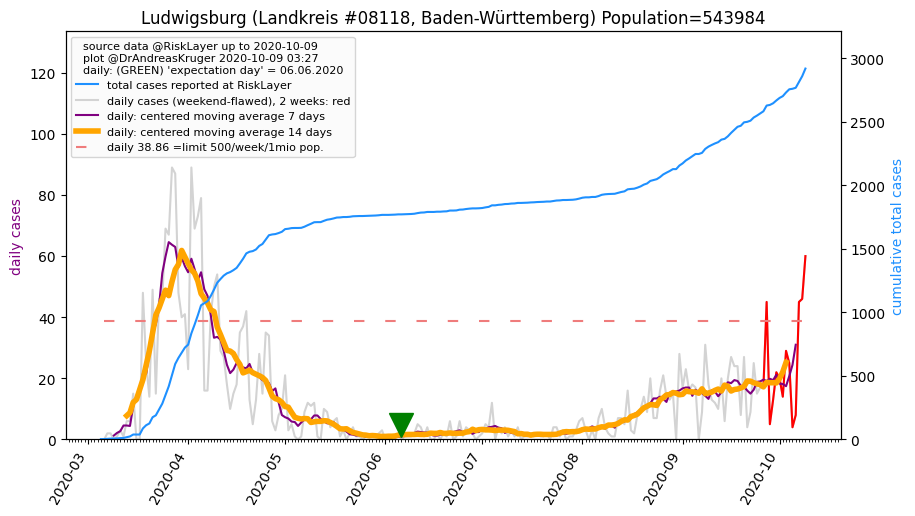 Ludwigsburg (Landkreis #08118, Baden-Württemberg) Population=543984
source data @RiskLayer up to 2020-10-09
plot @DrAndreasKruger 2020-10-09 03:27
daily: (GREEN) 'expectation day' = 06.06.2020
total cases reported at RiskLayer
daily cases (weekend-flawed), 2 weeks: red
daily: centered moving average 7 days
daily: centered moving average 14 days
daily 38.86 =limit 500/week/1mio pop.
daily cases
120
100
80
60
40
20
0
3000
2500
2000
1500
1000
500
0
cumulative total cases
2020-03
2020-04
2020-05
2020-06
2020-07
2020-08
2020-09
2020-10